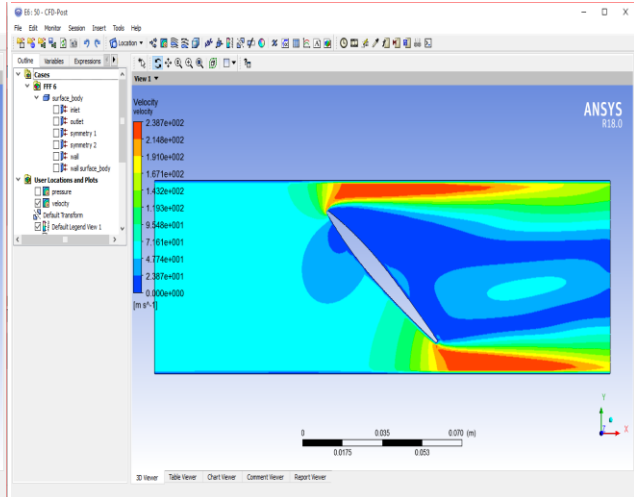 E6 : 50 - CFD-Post
File Edit Monitor Session Insert Tools Help
Location
Outline Variables Expressions
Cases
FFF 6
surface_body
inlet
outlet
symmetry 1
symmetry 2
wall
wall surface_body
User Locations and Plots
pressure
velocity
Default Transform
Default Legend View 1
View 1
Velocity
velocity
2.387e+002
2.148e+002
1.910e+002
1.671e+002
1.432e+002
1.193e+002
9.548e+001
7.161e+001
4.774e+001
2.387e+001
0.000e+000
[m s^-1]
ANSYS
R18.0
0 0.035 0.070 (m)
0.0175 0.053
Y
X
Z
3D Viewer Table Viewer Chart Viewer Comment Viewer Report Viewer